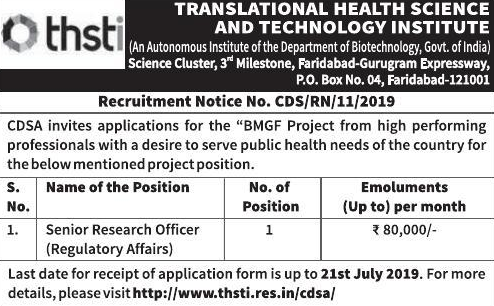 thsti
TRANSLATIONAL HEALTH SCIENCE
AND TECHNOLOGY INSTITUTE
(An Autonomous Institute of the Department of Biotechnology, Govt. of India)
Science Cluster, 3rd Milestone, Faridabad-Gurugram Expressway,
P.O. Box No. 04, Faridabad-121001
Recruitment Notice No. CDS/RN/11/2019
CDSA invites applications for the “BMGF Project from high performing
professionals with a desire to serve public health needs of the country for
the below mentioned project position.
S. No. Name of the Position No. of Position Emoluments (Up to) per month
1. Senior Research Officer (Regulatory Affairs) 1 ₹ 80,000/-
Last date for receipt of application form is up to 21st July 2019. For more
details, please visit http://www.thsti.res.in/cdsa/